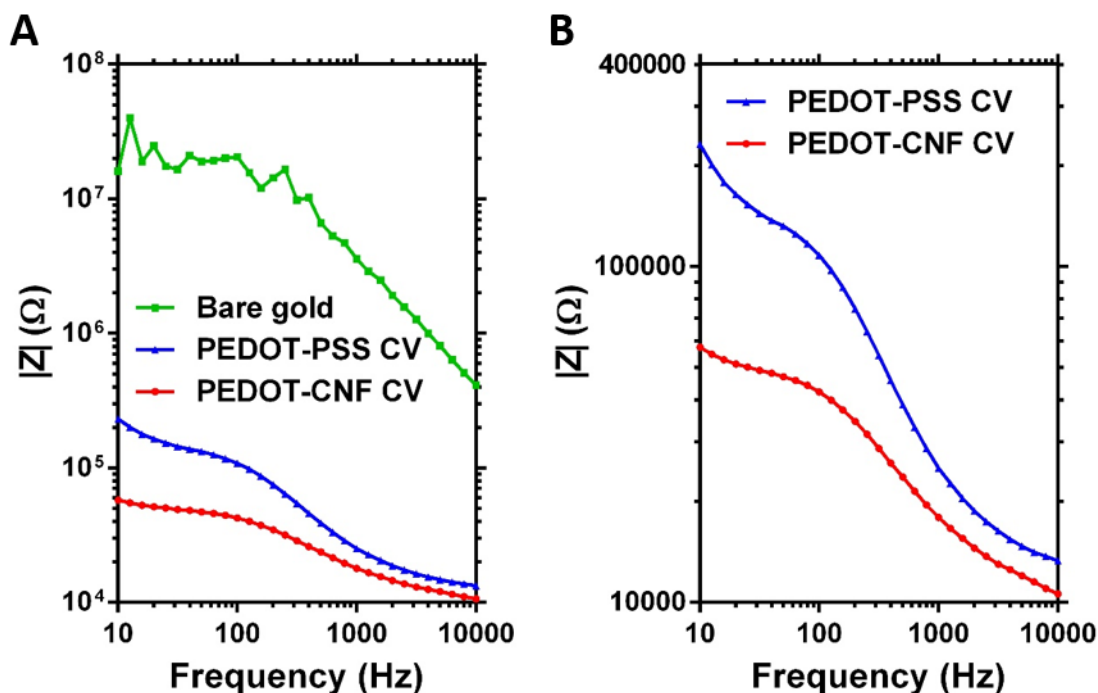 A
|Z| (Ω)
10⁸
10⁷
10⁶
10⁵
10⁴
Bare gold
PEDOT-PSS CV
PEDOT-CNF CV
10 100 1000 10000
Frequency (Hz)
B
|Z| (Ω)
400000
100000
10000
PEDOT-PSS CV
PEDOT-CNF CV
10 100 1000 10000
Frequency (Hz)